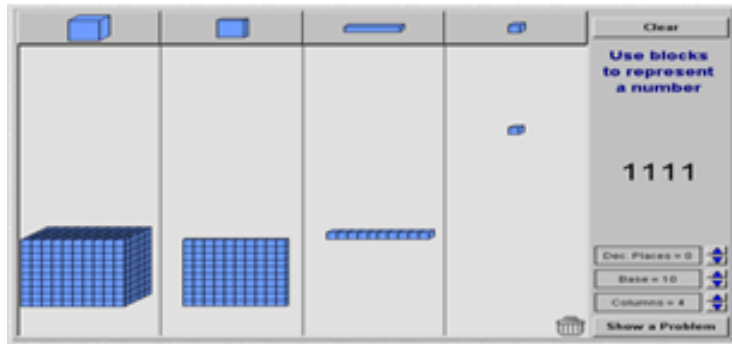 Clear
Use blocks
to represent
a number
1111
Dec. Places = 0
Base = 10
Columns = 4
Show a Problem